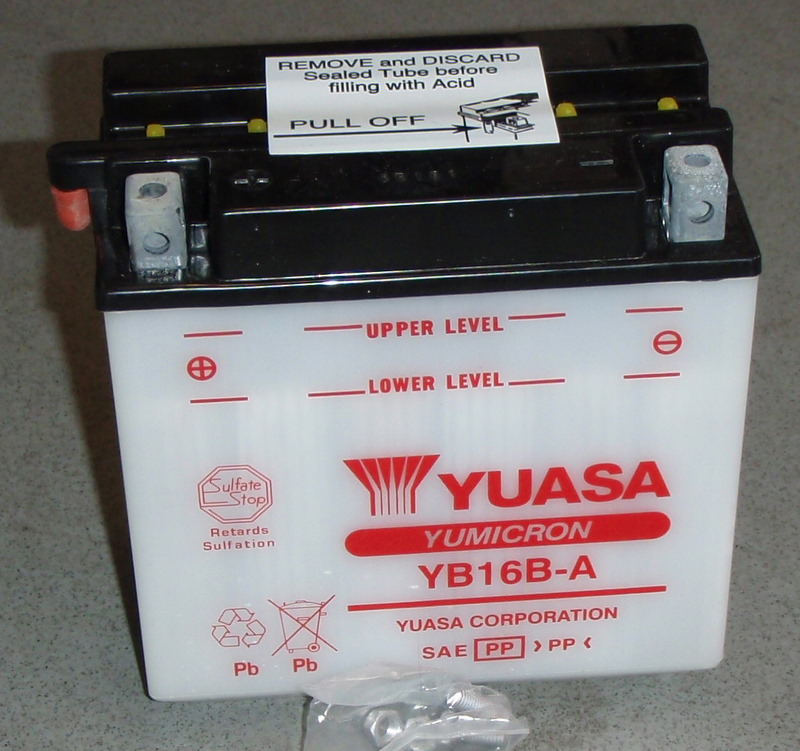 REMOVE and DISCARD
Sealed Tube before
filling with Acid
PULL OFF
UPPER LEVEL
LOWER LEVEL
Sulfate
Stop
Retards
Sulfation
YUASA
YUMICRON
YB16B-A
YUASA CORPORATION
SAE PP >PP<
Pb
Pb